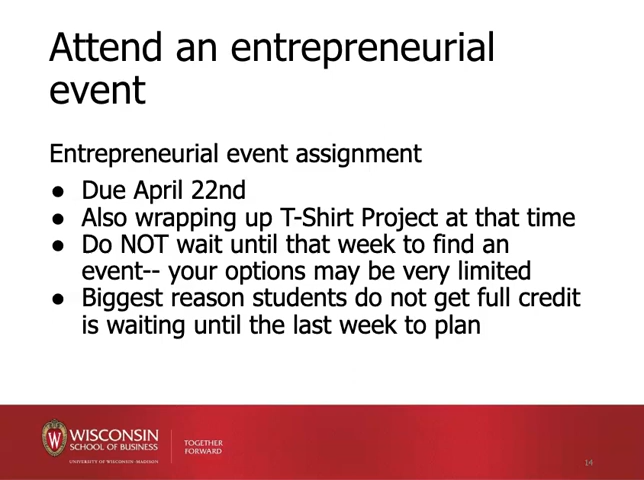 Attend an entrepreneurial
event
Entrepreneurial event assignment
● Due April 22nd
● Also wrapping up T-Shirt Project at that time
● Do NOT wait until that week to find an
event-- your options may be very limited
● Biggest reason students do not get full credit
is waiting until the last week to plan
W
WISCONSIN
SCHOOL OF BUSINESS
UNIVERSITY OF WISCONSIN-MADISON
TOGETHER
FORWARD
14